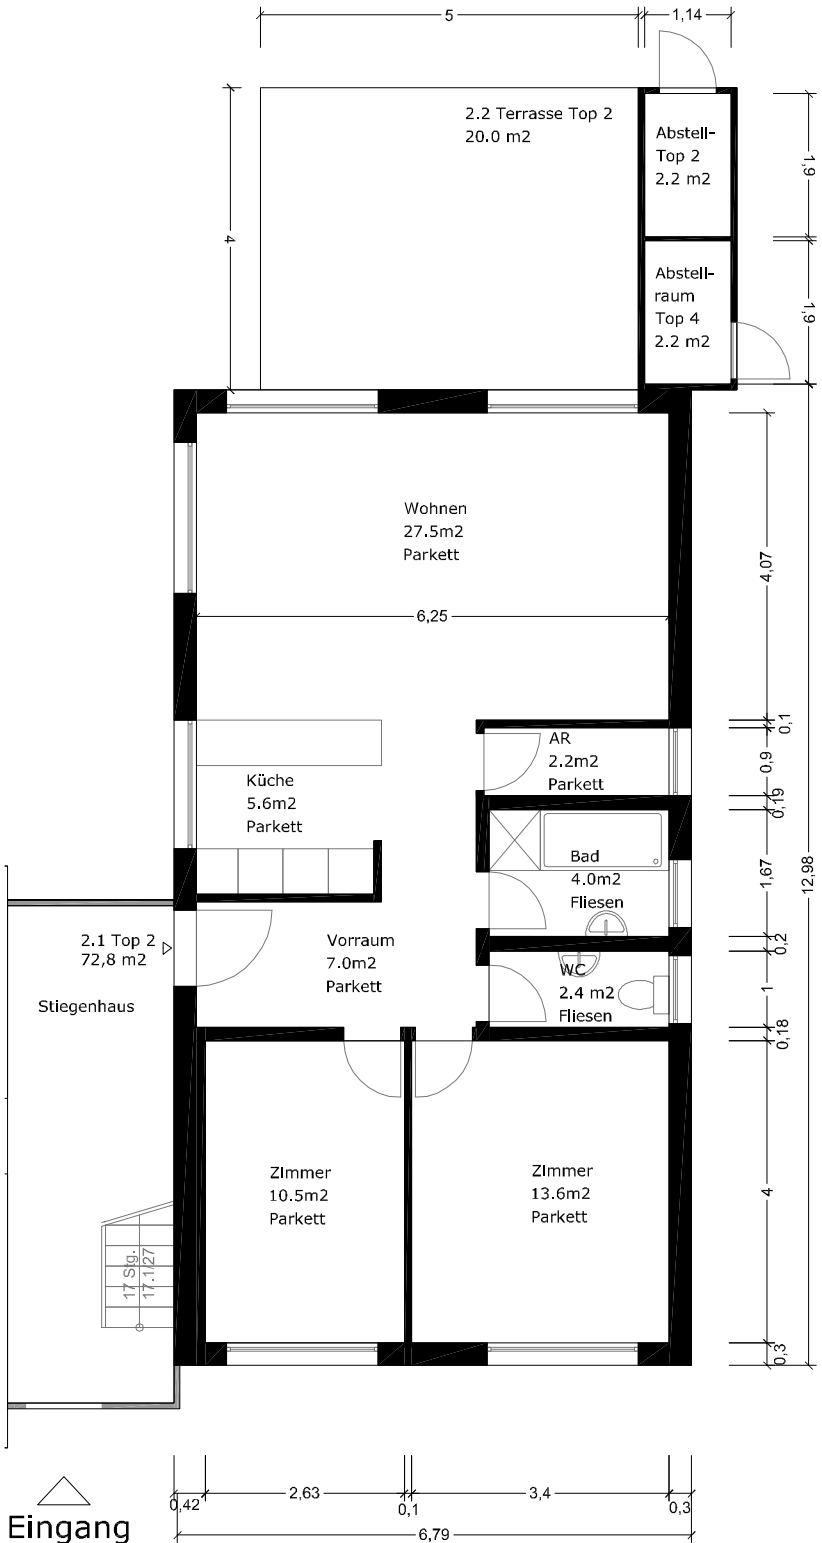 5
1,14
2.2 Terrasse Top 2
20.0 m2
Abstell-
Top 2
2.2 m2
1,9
4
Abstell-
raum
Top 4
2.2 m2
1,9
Wohnen
27.5m2
Parkett
4,07
6,25
0,1
AR
2.2m2
Parkett
0,9
Küche
5.6m2
Parkett
0,19
Bad
4.0m2
Fliesen
1,67
12,98
2.1 Top 2
72,8 m2
Vorraum
7.0m2
Parkett
0,2
WC
2.4 m2
Fliesen
1
Stiegenhaus
0,18
ZImmer
10.5m2
Parkett
ZImmer
13.6m2
Parkett
4
17 Stg.
17.1/27
0,3
0,42
2,63
0,1
3,4
0,3
6,79
Eingang